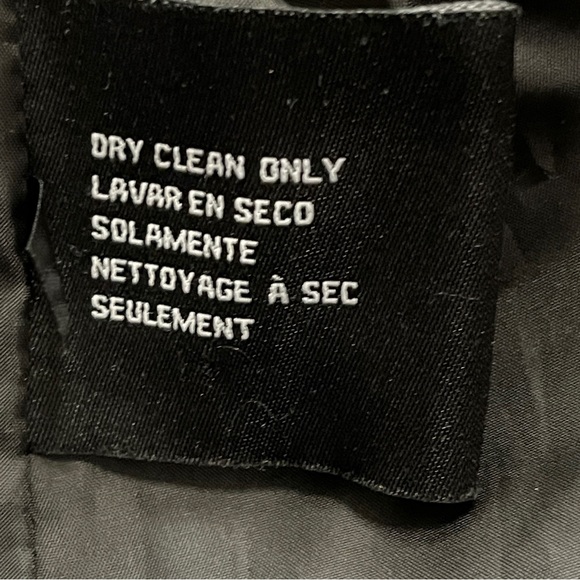 DRY CLEAN ONLY
LAVAR EN SECO
SOLAMENTE
NETTOYAGE À SEC
SEULEMENT